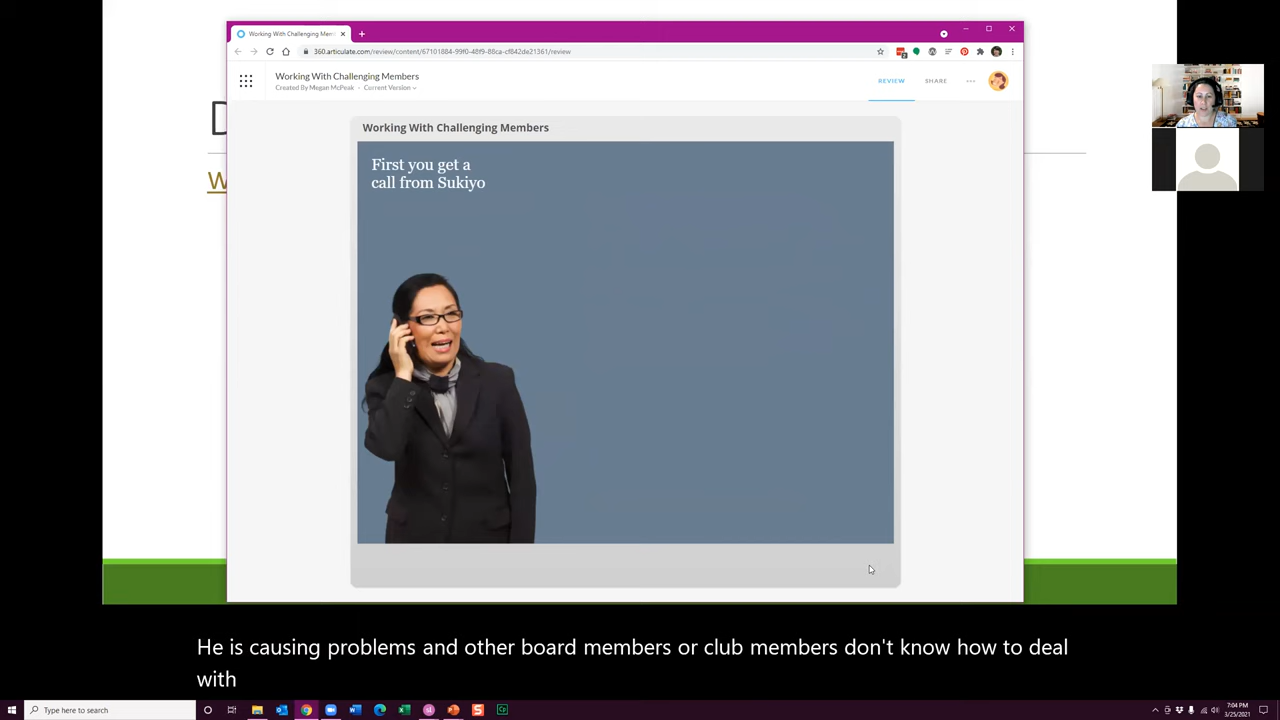 Working With Challenging Mem
360.articulate.com/review/content/67101884-99f0-48f9-88ca-cf842de21361/review
Working With Challenging Members
Created By Megan McPeak • Current Version
REVIEW
SHARE
Working With Challenging Members
First you get a
call from Sukiyo
D
W
He is causing problems and other board members or club members don't know how to deal
with
Type here to search
7:04 PM
3/25/2021